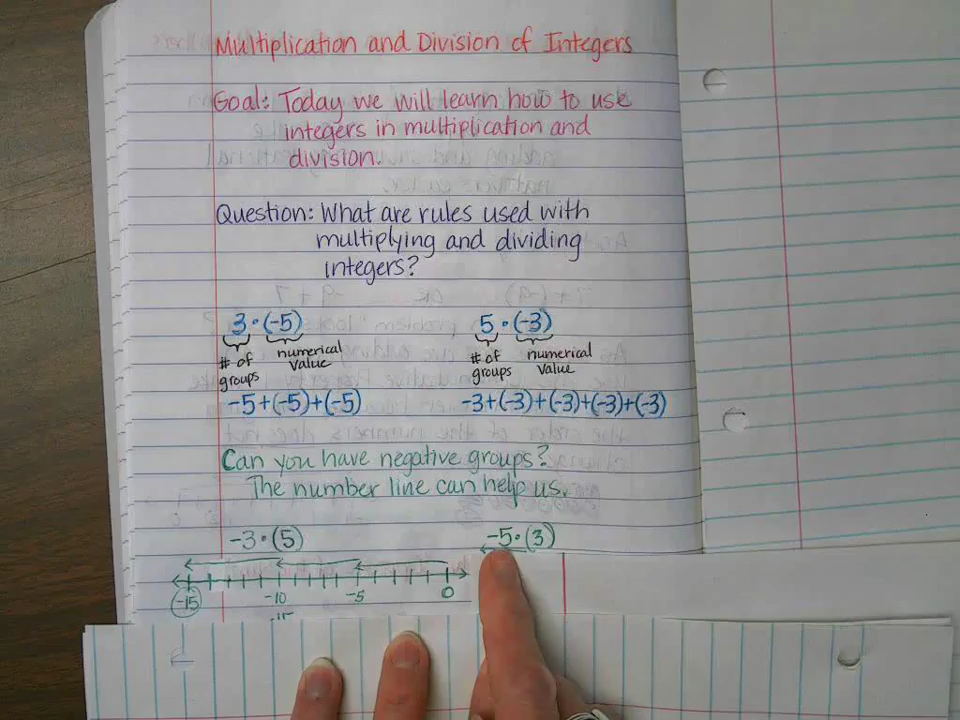 Multiplication and Division of Integers
Goal: Today we will learn how to use
integers in multiplication and
division.
Question: What are rules used with
multiplying and dividing
integers?
3 · (-5)
# of groups
numerical value
-5+(-5)+(-5)
5 · (-3)
# of groups
numerical value
-3+(-3)+(-3)+(-3)+(-3)
Can you have negative groups?
The number line can help us.
-3 · (5)
-15 -10 -5 0
-15
-5 · (3)